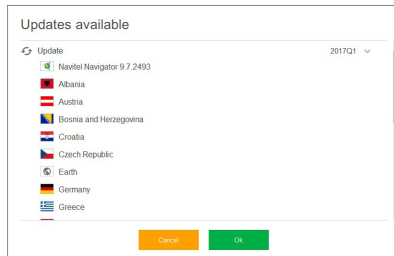 Updates available
Update 2017Q1
Navitel Navigator 9.7.2493
Albania
Austria
Bosnia and Herzegovina
Croatia
Czech Republic
Earth
Germany
Greece
Cancel Ok